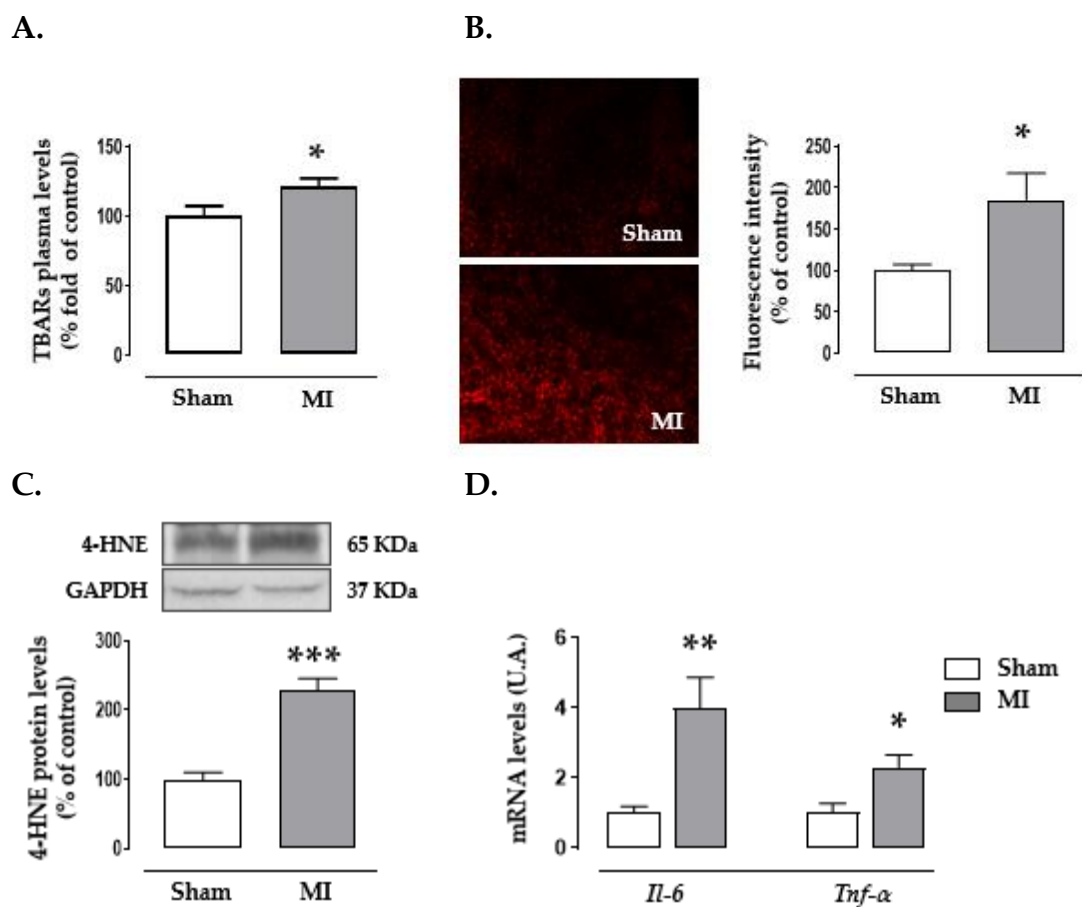 A.
TBARs plasma levels
(% fold of control)
150
100
50
0
*
Sham
MI
B.
Sham
MI
Fluorescence intensity
(% of control)
250
200
150
100
50
0
*
Sham
MI
C.
4-HNE
65 KDa
GAPDH
37 KDa
4-HNE protein levels
(% of control)
300
200
100
0
***
Sham
MI
D.
mRNA levels (U.A.)
6
4
2
0
**
*
Il-6
Tnf-α
Sham
MI